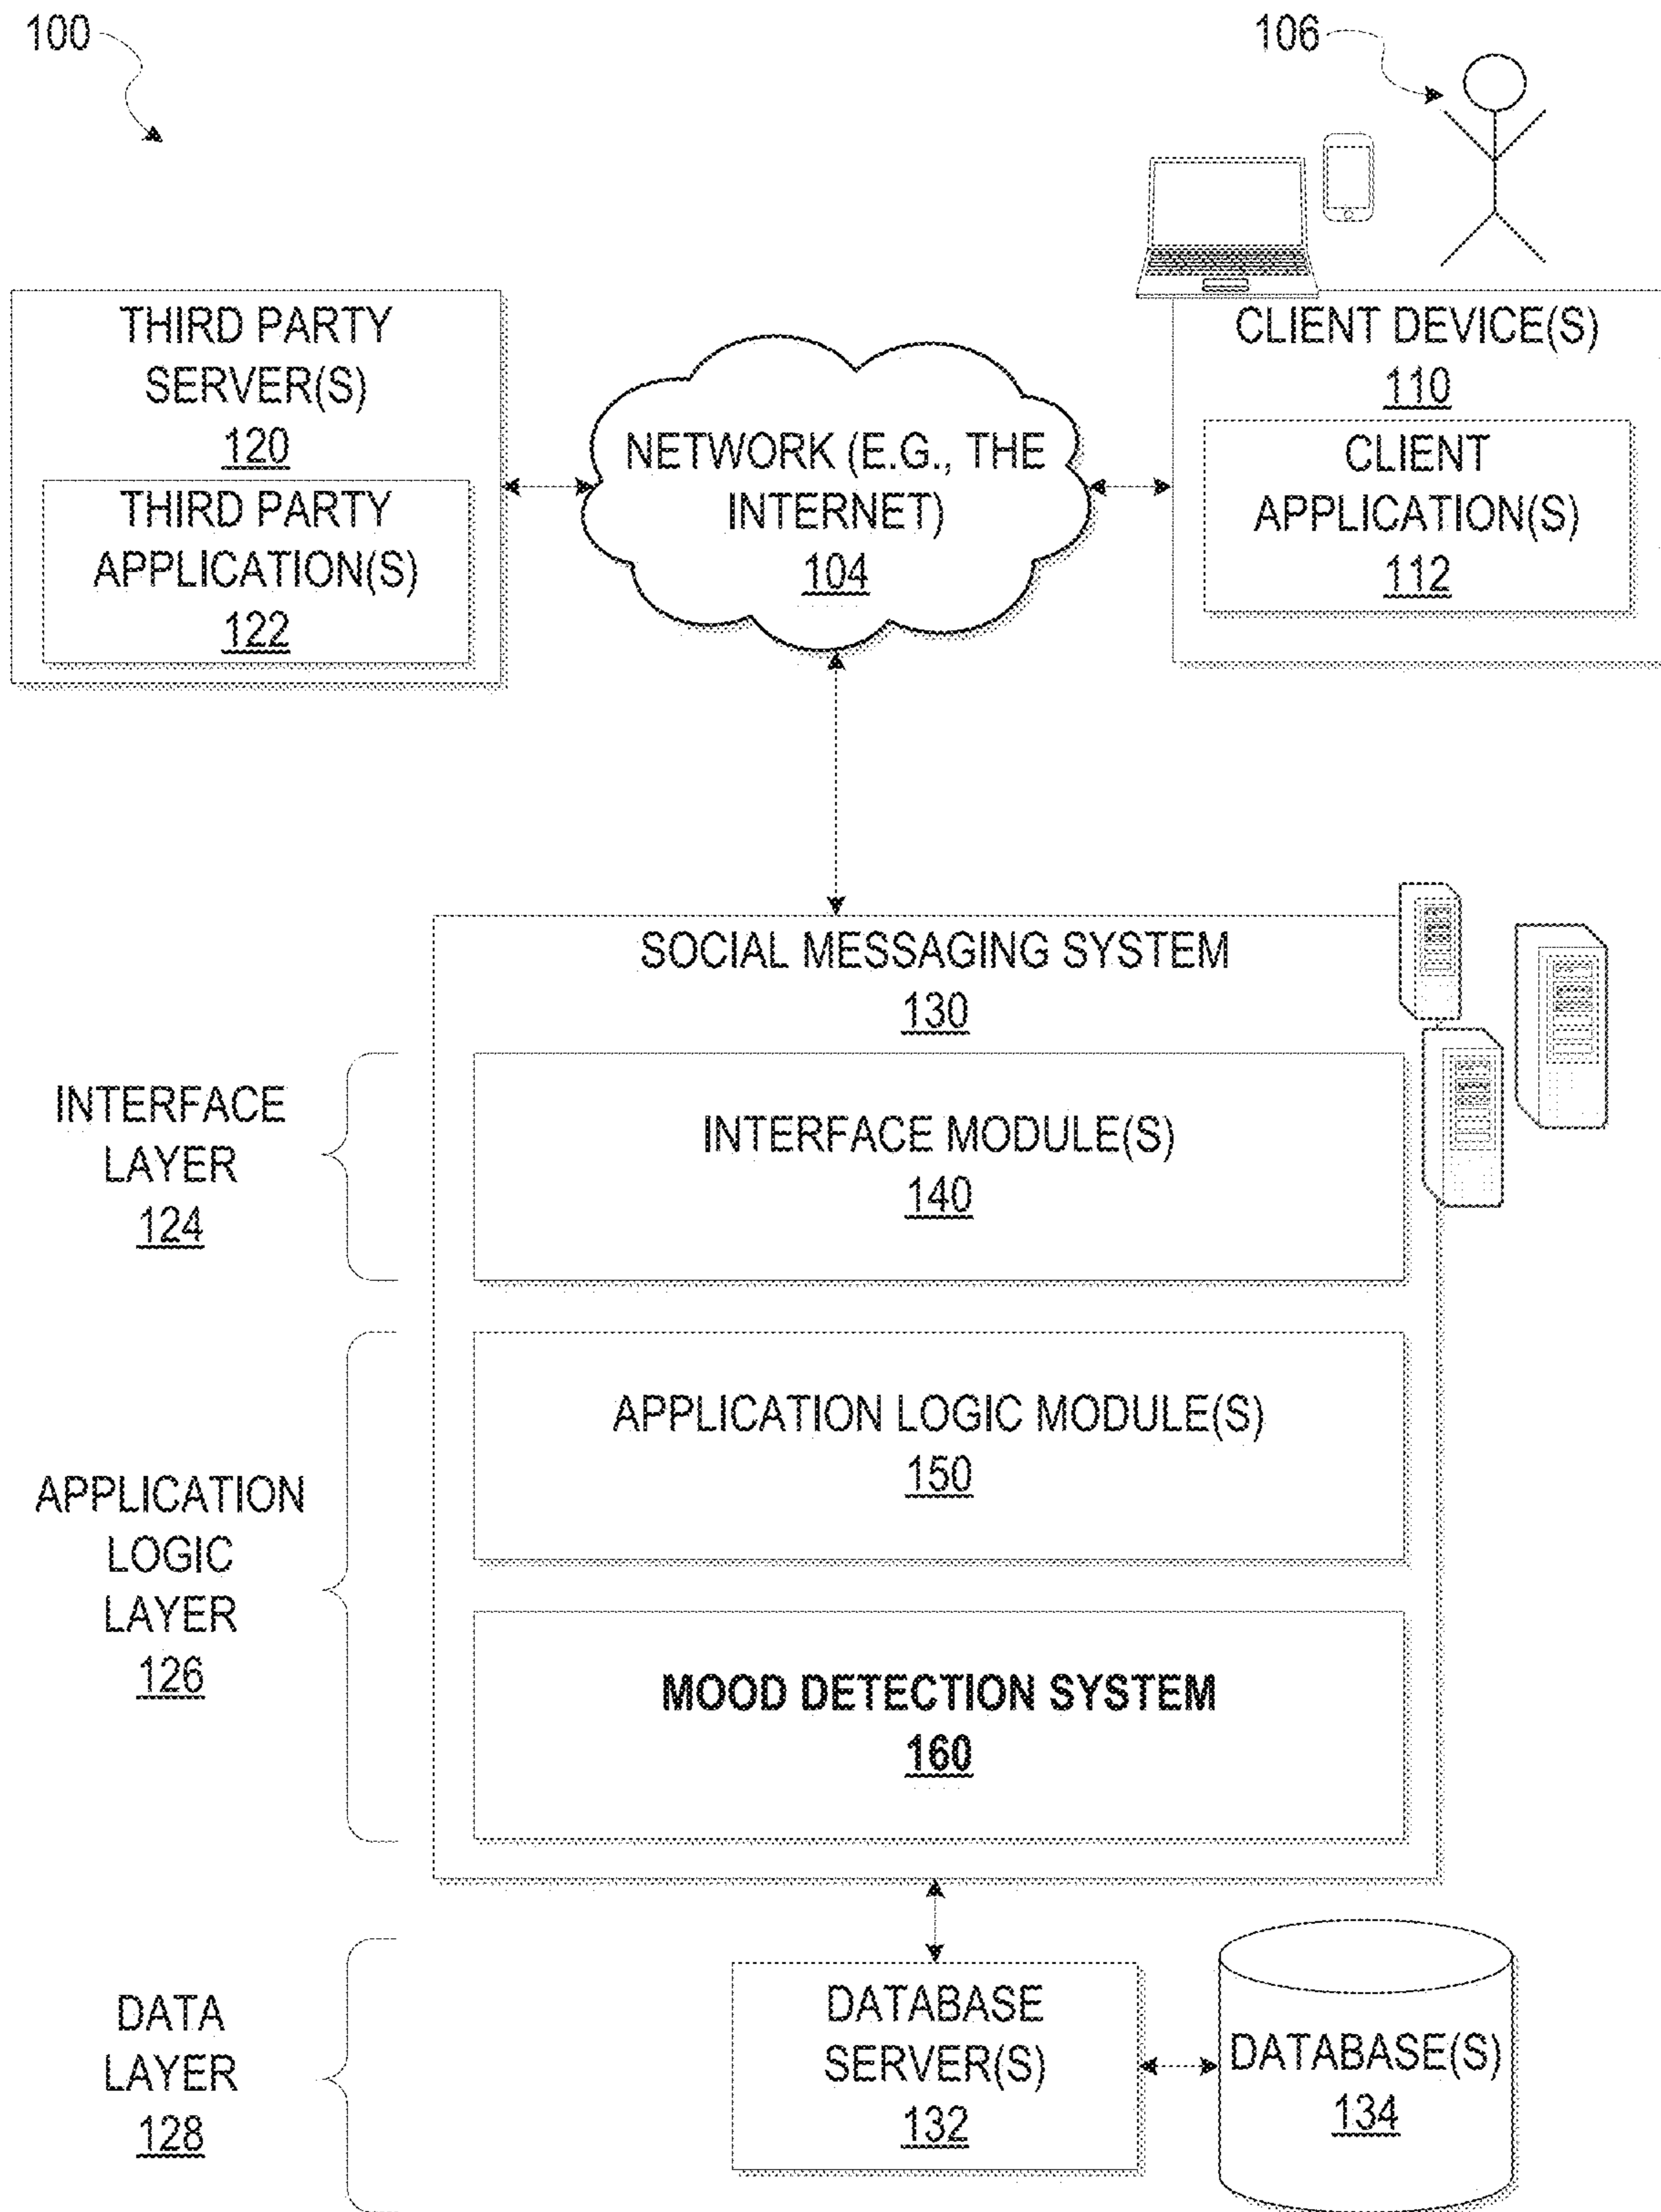 100
106
THIRD PARTY
SERVER(S)
120
THIRD PARTY
APPLICATION(S)
122
NETWORK (E.G., THE
INTERNET)
104
CLIENT DEVICE(S)
110
CLIENT
APPLICATION(S)
112
SOCIAL MESSAGING SYSTEM
130
INTERFACE
LAYER
124
INTERFACE MODULE(S)
140
APPLICATION
LOGIC
LAYER
126
APPLICATION LOGIC MODULE(S)
150
MOOD DETECTION SYSTEM
160
DATA
LAYER
128
DATABASE
SERVER(S)
132
DATABASE(S)
134